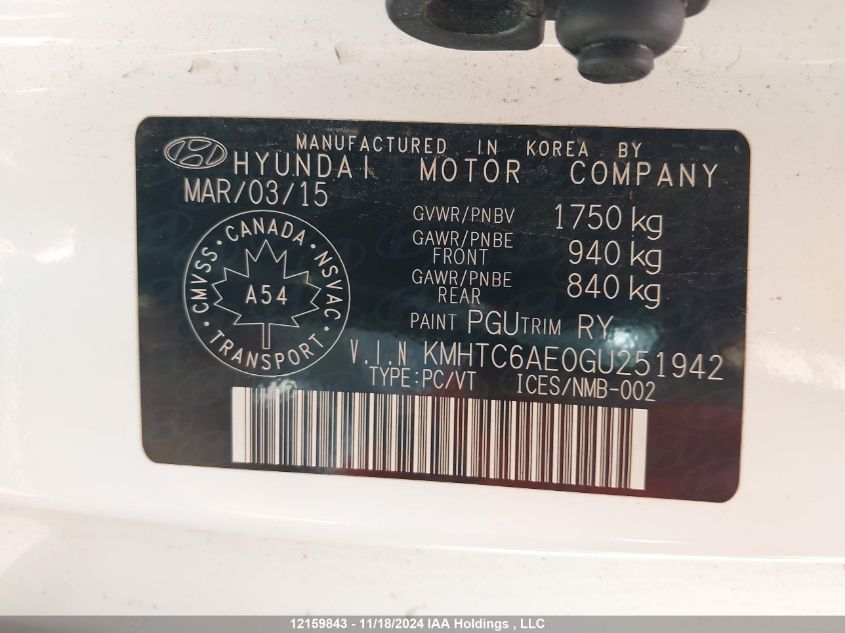 MANUFACTURED IN KOREA BY
HYUNDAI MOTOR COMPANY
MAR/03/15
GVWR/PNBV 1750 kg
GAWR/PNBE FRONT 940 kg
GAWR/PNBE REAR 840 kg
CMVSS • CANADA • NSVAC • TRANSPORT •
A54
PAINT PGU TRIM RY
V.I.N KMHTC6AE0GU251942
TYPE:PC/VT ICES/NMB-002
12159843 - 11/18/2024 IAA Holdings , LLC